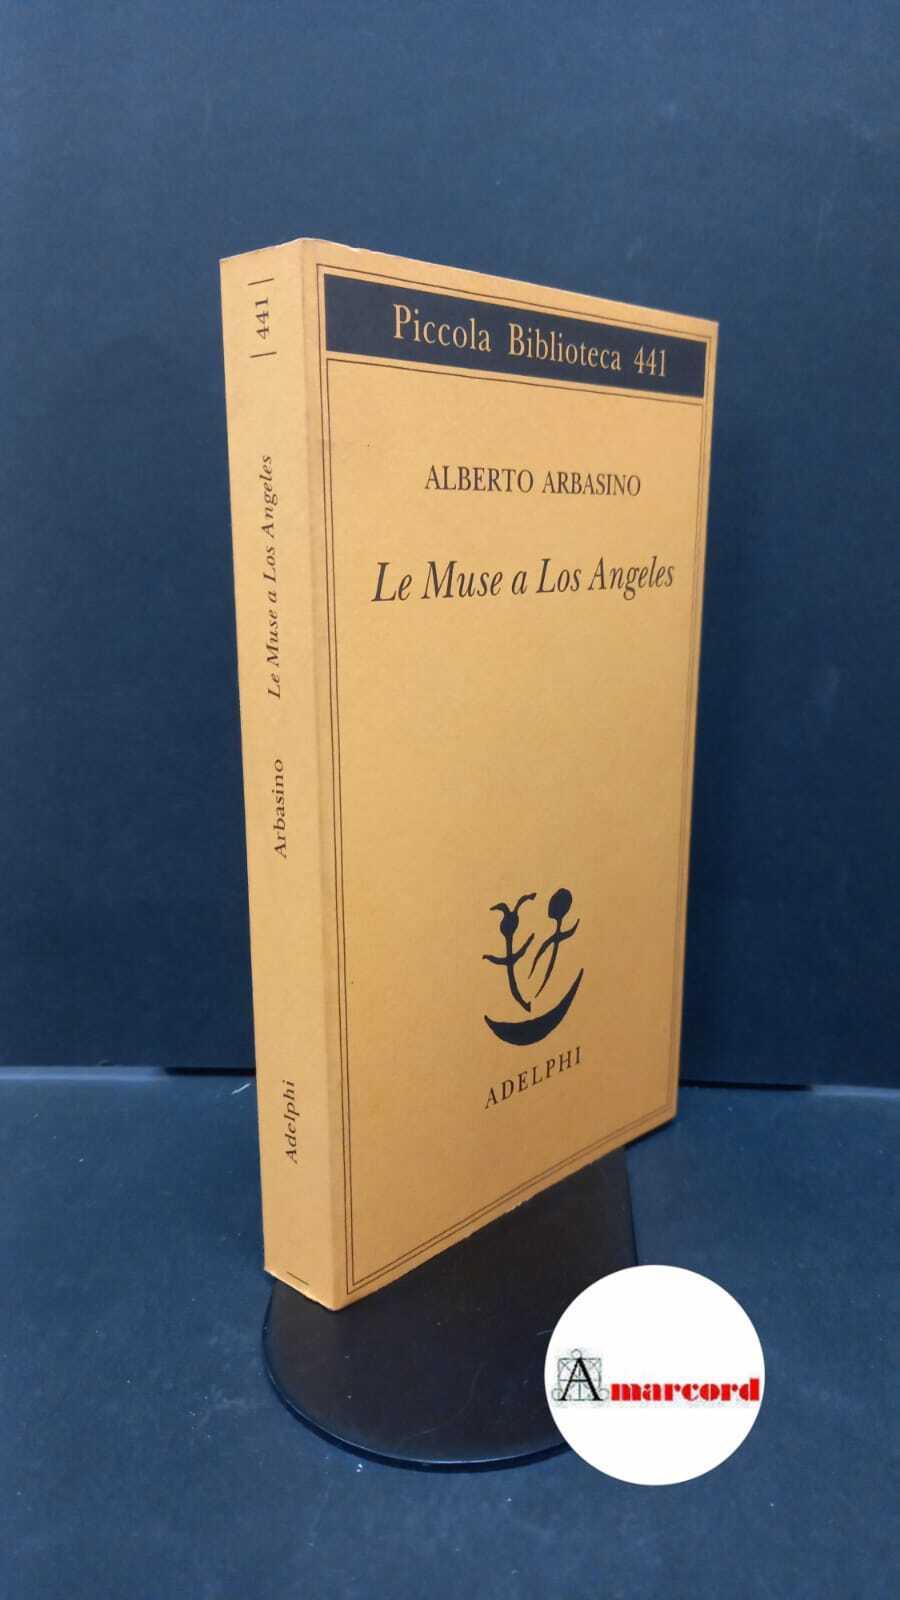 Piccola Biblioteca 441
ALBERTO ARBASINO
Le Muse a Los Angeles
ADELPHI
| 441 |
Le Muse a Los Angeles
Arbasino
Adelphi
Amarcord